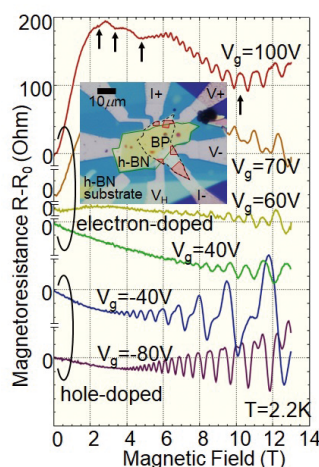 200
V_g=100V
100
0
10μm
I+
V+
BP
h-BN
V-
h-BN
substrate
V_H
I-
V_g=70V
0
V_g=60V
0
electron-doped
0
V_g=40V
0
V_g=-40V
0
V_g=-80V
hole-doped
T=2.2K
Magnetoresistance R-R_0 (Ohm)
0 2 4 6 8 10 12 14
Magnetic Field (T)